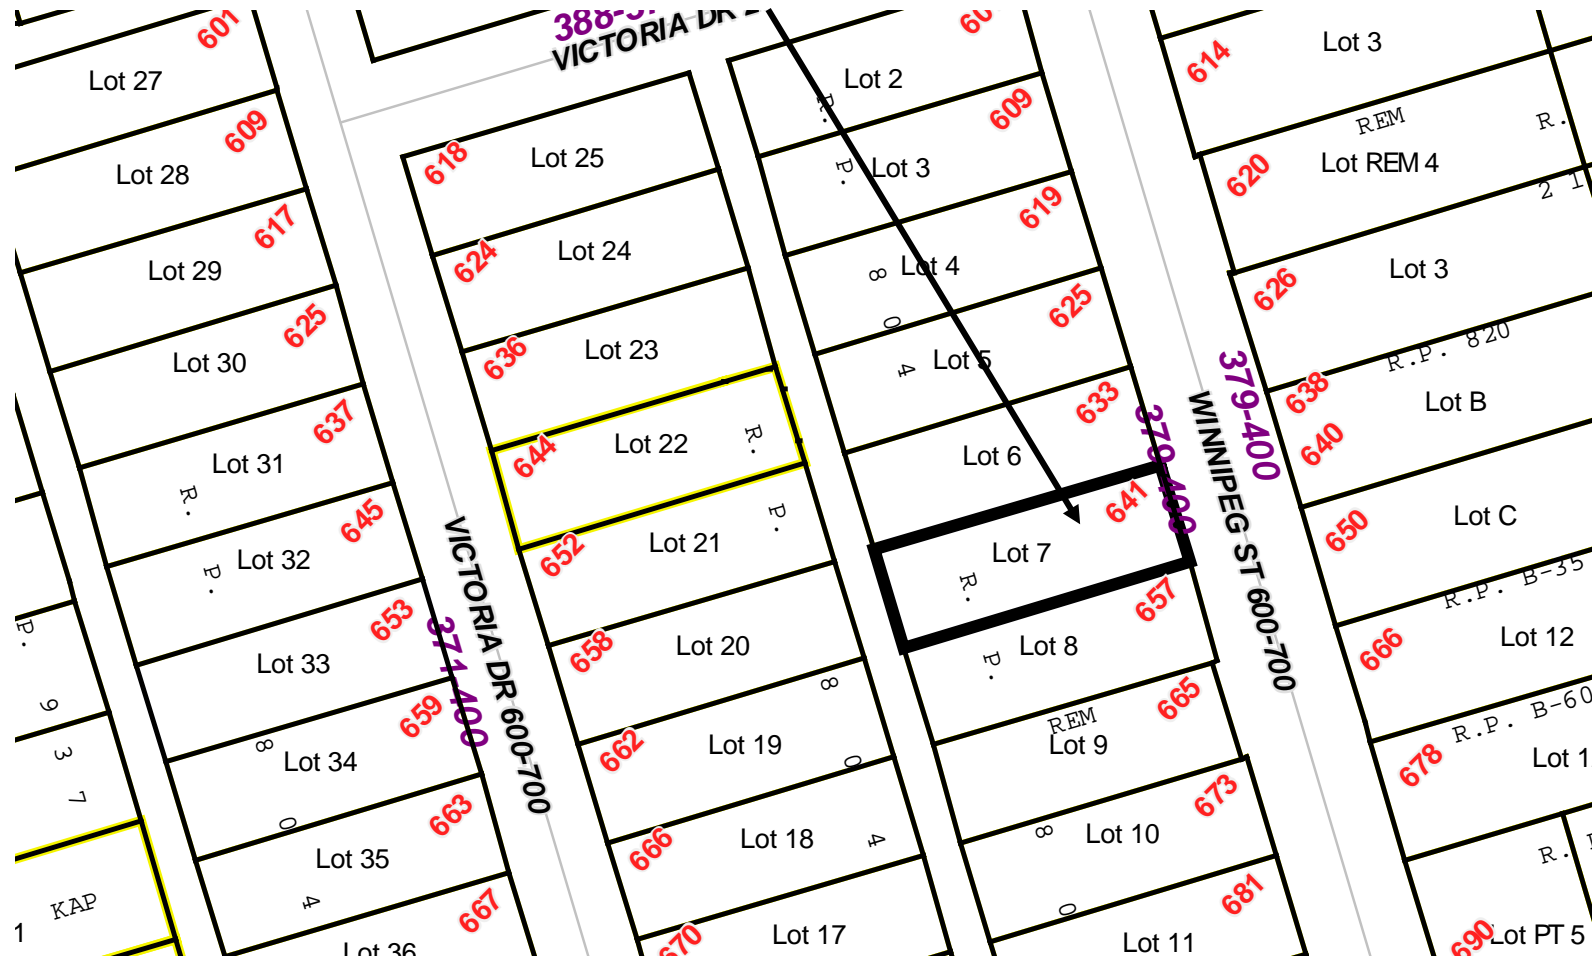 601
Lot 27
609
Lot 28
617
Lot 29
625
Lot 30
637
Lot 31
R.
645
Lot 32
P.
653
Lot 33
659
Lot 34
8
663
0
Lot 35
4
667
Lot 36
P.
9
3
7
KAP
1
VICTORIA DR 600-700
371-400
618
Lot 25
624
Lot 24
636
Lot 23
644
Lot 22
R.
652
Lot 21
P.
658
Lot 20
8
662
Lot 19
0
666
Lot 18
4
670
Lot 17
VICTORIA DR
Lot 2
R.
609
P.
Lot 3
619
8
Lot 4
0
625
4
Lot 5
633
Lot 6
641
Lot 7
R.
657
Lot 8
P.
665
REM
Lot 9
673
8
Lot 10
0
681
Lot 11
379-400
WINNIPEG ST 600-700
379-400
614
Lot 3
REM
R.
620
Lot REM 4
2 1
626
Lot 3
R.P. 820
638
640
Lot B
650
Lot C
R.P. B-35
666
Lot 12
R.P. B-60
678
Lot 1
R.
690
Lot PT 5